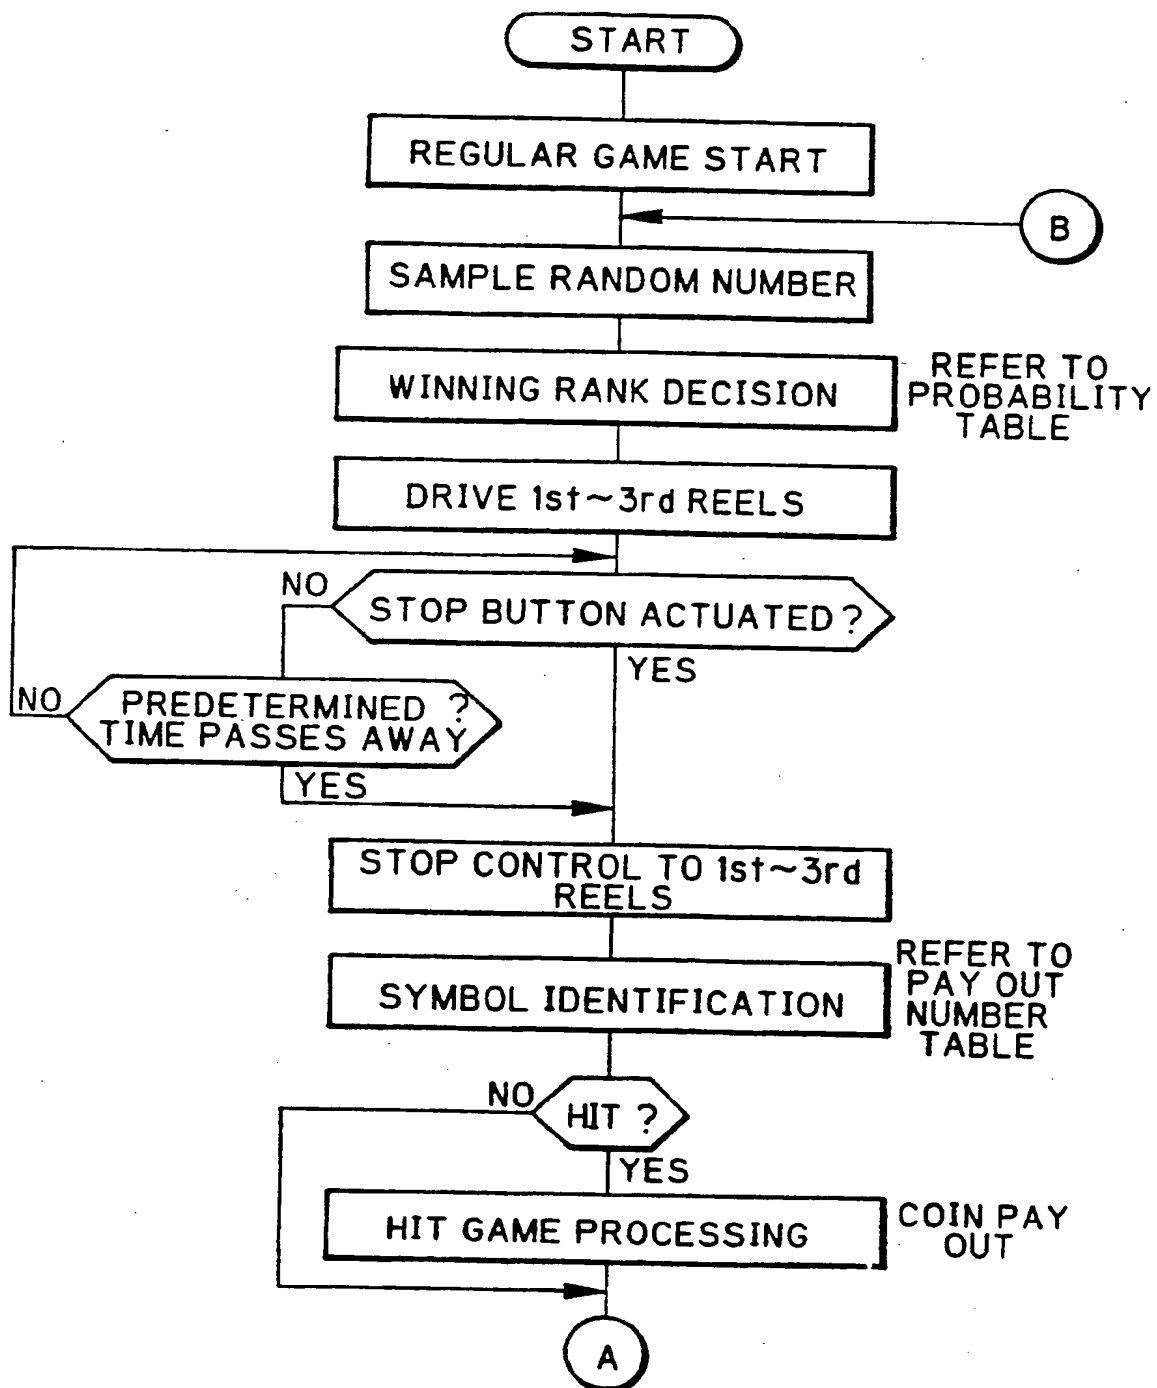 START
REGULAR GAME START
B
SAMPLE RANDOM NUMBER
WINNING RANK DECISION
REFER TO
PROBABILITY
TABLE
DRIVE 1st~3rd REELS
NO
STOP BUTTON ACTUATED?
YES
NO
PREDETERMINED ?
TIME PASSES AWAY
YES
STOP CONTROL TO 1st~3rd
REELS
SYMBOL IDENTIFICATION
REFER TO
PAY OUT
NUMBER
TABLE
NO
HIT ?
YES
HIT GAME PROCESSING
COIN PAY
OUT
A